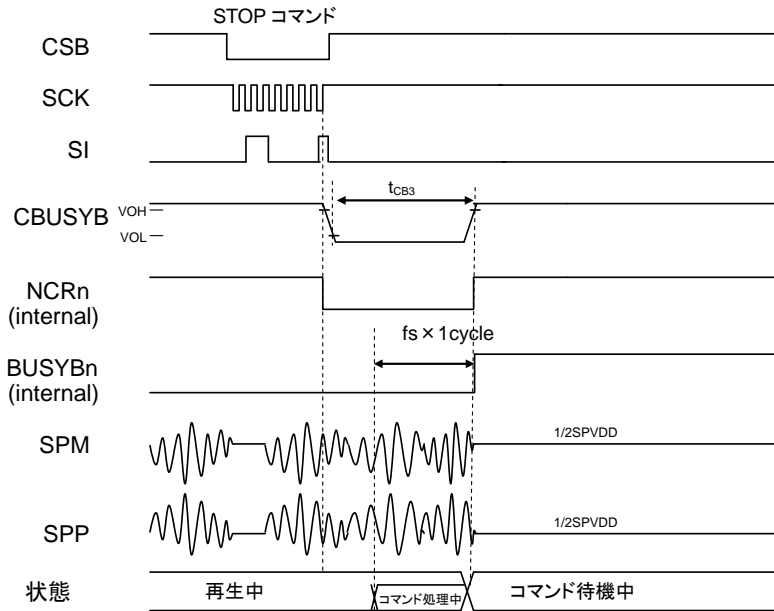 STOP コマンド
CSB
SCK
SI
tCB3
CBUSYB
VOH
VOL
NCRn
(internal)
fs×1cycle
BUSYBn
(internal)
SPM
1/2SPVDD
SPP
1/2SPVDD
状態
再生中
コマンド処理中
コマンド待機中